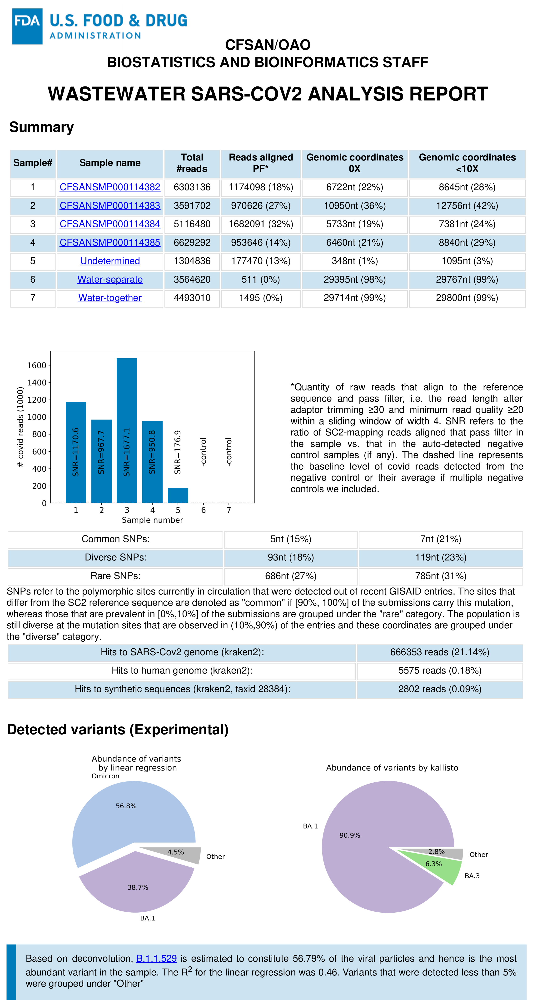 FDA U.S. FOOD & DRUG
ADMINISTRATION
CFSAN/OAO
BIOSTATISTICS AND BIOINFORMATICS STAFF
WASTEWATER SARS-COV2 ANALYSIS REPORT
Summary
Sample# Sample name Total #reads Reads aligned PF* Genomic coordinates 0X Genomic coordinates <10X
1 CFSANSMP000114382 6303136 1174098 (18%) 6722nt (22%) 8645nt (28%)
2 CFSANSMP000114383 3591702 970626 (27%) 10950nt (36%) 12756nt (42%)
3 CFSANSMP000114384 5116480 1682091 (32%) 5733nt (19%) 7381nt (24%)
4 CFSANSMP000114385 6629292 953646 (14%) 6460nt (21%) 8840nt (29%)
5 Undetermined 1304836 177470 (13%) 348nt (1%) 1095nt (3%)
6 Water-separate 3564620 511 (0%) 29395nt (98%) 29767nt (99%)
7 Water-together 4493010 1495 (0%) 29714nt (99%) 29800nt (99%)
# covid reads (1000)
1600
1400
1200
1000
800
600
400
200
0
SNR=1170.6
SNR=967.7
SNR=1677.1
SNR=950.8
SNR=176.9
-control
-control
1 2 3 4 5 6 7
Sample number
*Quantity of raw reads that align to the reference
sequence and pass filter, i.e. the read length after
adaptor trimming ≥30 and minimum read quality ≥20
within a sliding window of width 4. SNR refers to the
ratio of SC2-mapping reads aligned that pass filter in
the sample vs. that in the auto-detected negative
control samples (if any). The dashed line represents
the baseline level of covid reads detected from the
negative control or their average if multiple negative
controls we included.
Common SNPs: 5nt (15%) 7nt (21%)
Diverse SNPs: 93nt (18%) 119nt (23%)
Rare SNPs: 686nt (27%) 785nt (31%)
SNPs refer to the polymorphic sites currently in circulation that were detected out of recent GISAID entries. The sites that
differ from the SC2 reference sequence are denoted as "common" if [90%, 100%] of the submissions carry this mutation,
whereas those that are prevalent in [0%,10%] of the submissions are grouped under the "rare" category. The population is
still diverse at the mutation sites that are observed in (10%,90%) of the entries and these coordinates are grouped under
the "diverse" category.
Hits to SARS-Cov2 genome (kraken2): 666353 reads (21.14%)
Hits to human genome (kraken2): 5575 reads (0.18%)
Hits to synthetic sequences (kraken2, taxid 28384): 2802 reads (0.09%)
Detected variants (Experimental)
Abundance of variants
by linear regression
Omicron
56.8%
4.5%
Other
38.7%
BA.1
Abundance of variants by kallisto
BA.1
90.9%
2.8%
Other
6.3%
BA.3
Based on deconvolution, B.1.1.529 is estimated to constitute 56.79% of the viral particles and hence is the most
abundant variant in the sample. The R2 for the linear regression was 0.46. Variants that were detected less than 5%
were grouped under "Other"